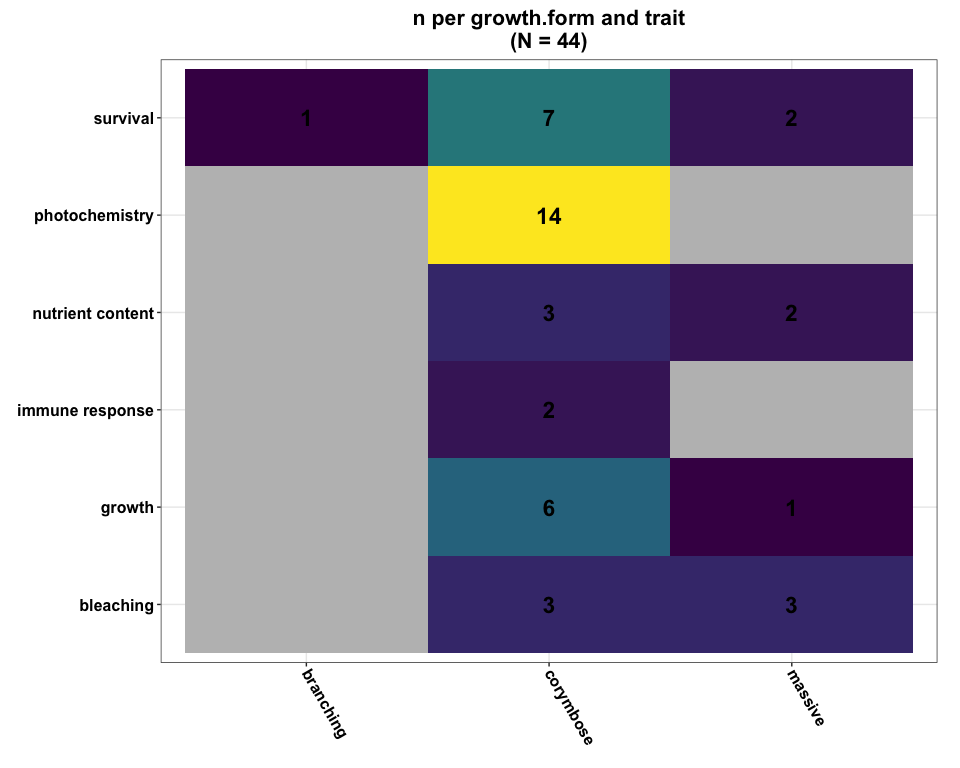 n per growth.form and trait
(N = 44)
survival
1
7
2
photochemistry
14
nutrient content
3
2
immune response
2
growth
6
1
bleaching
3
3
branching
corymbose
massive